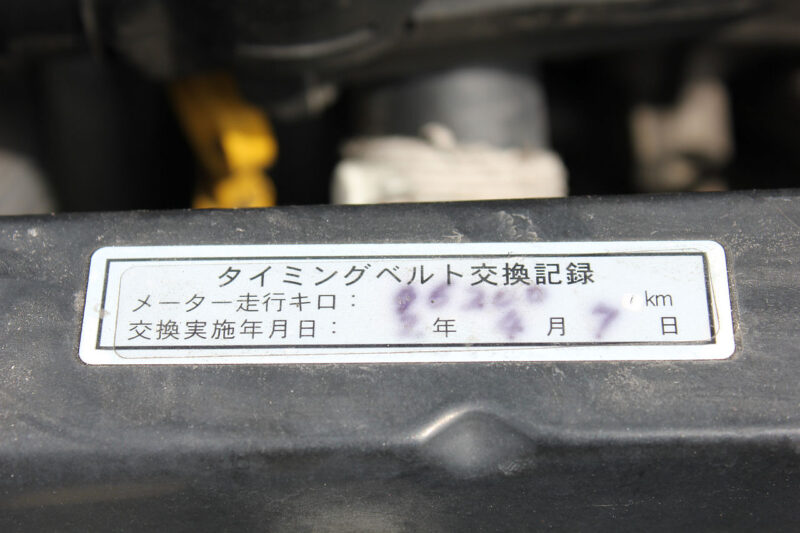 タイミングベルト交換記録
メーター走行キロ： km
交換実施年月日： 年 4 月 7 日